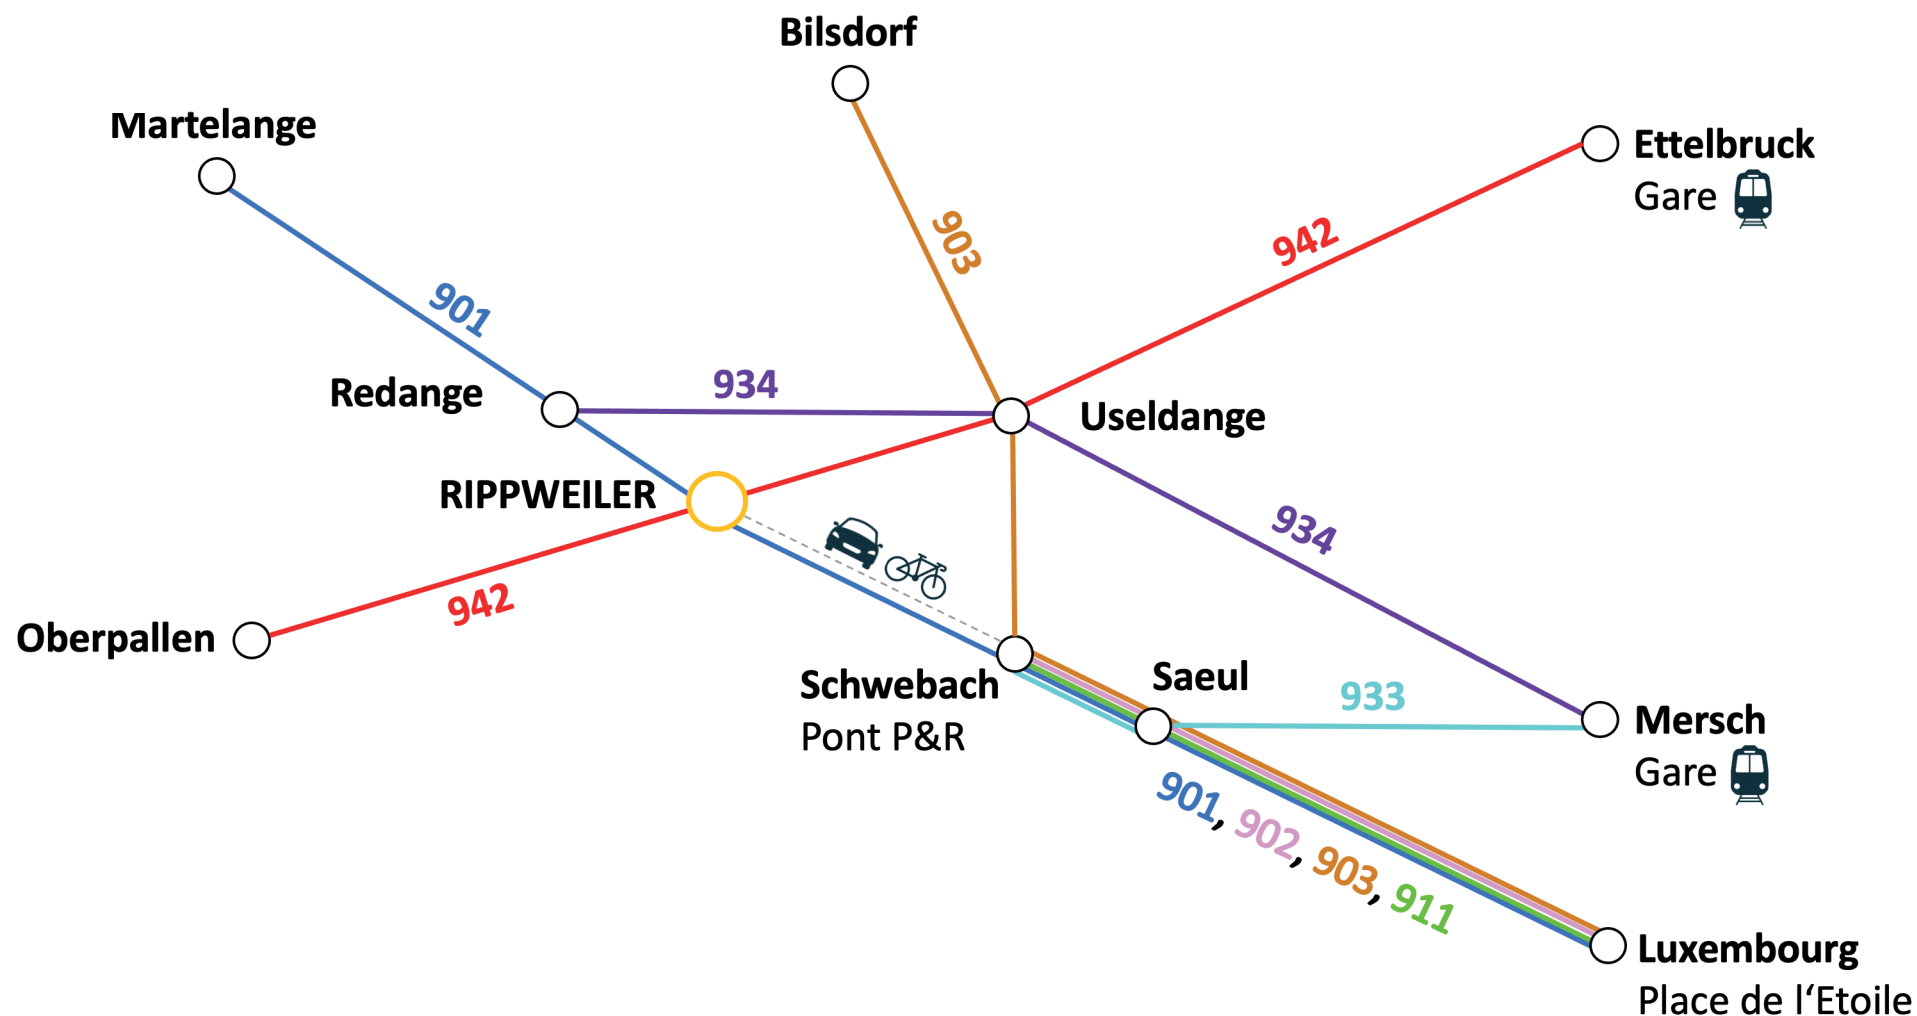 Bilsdorf
Martelange
Ettelbruck
Gare
903
942
901
Redange
934
Useldange
RIPPWEILER
934
942
Oberpallen
Schwebach
Pont P&R
Saeul
933
Mersch
Gare
901, 902, 903, 911
Luxembourg
Place de l‘Etoile